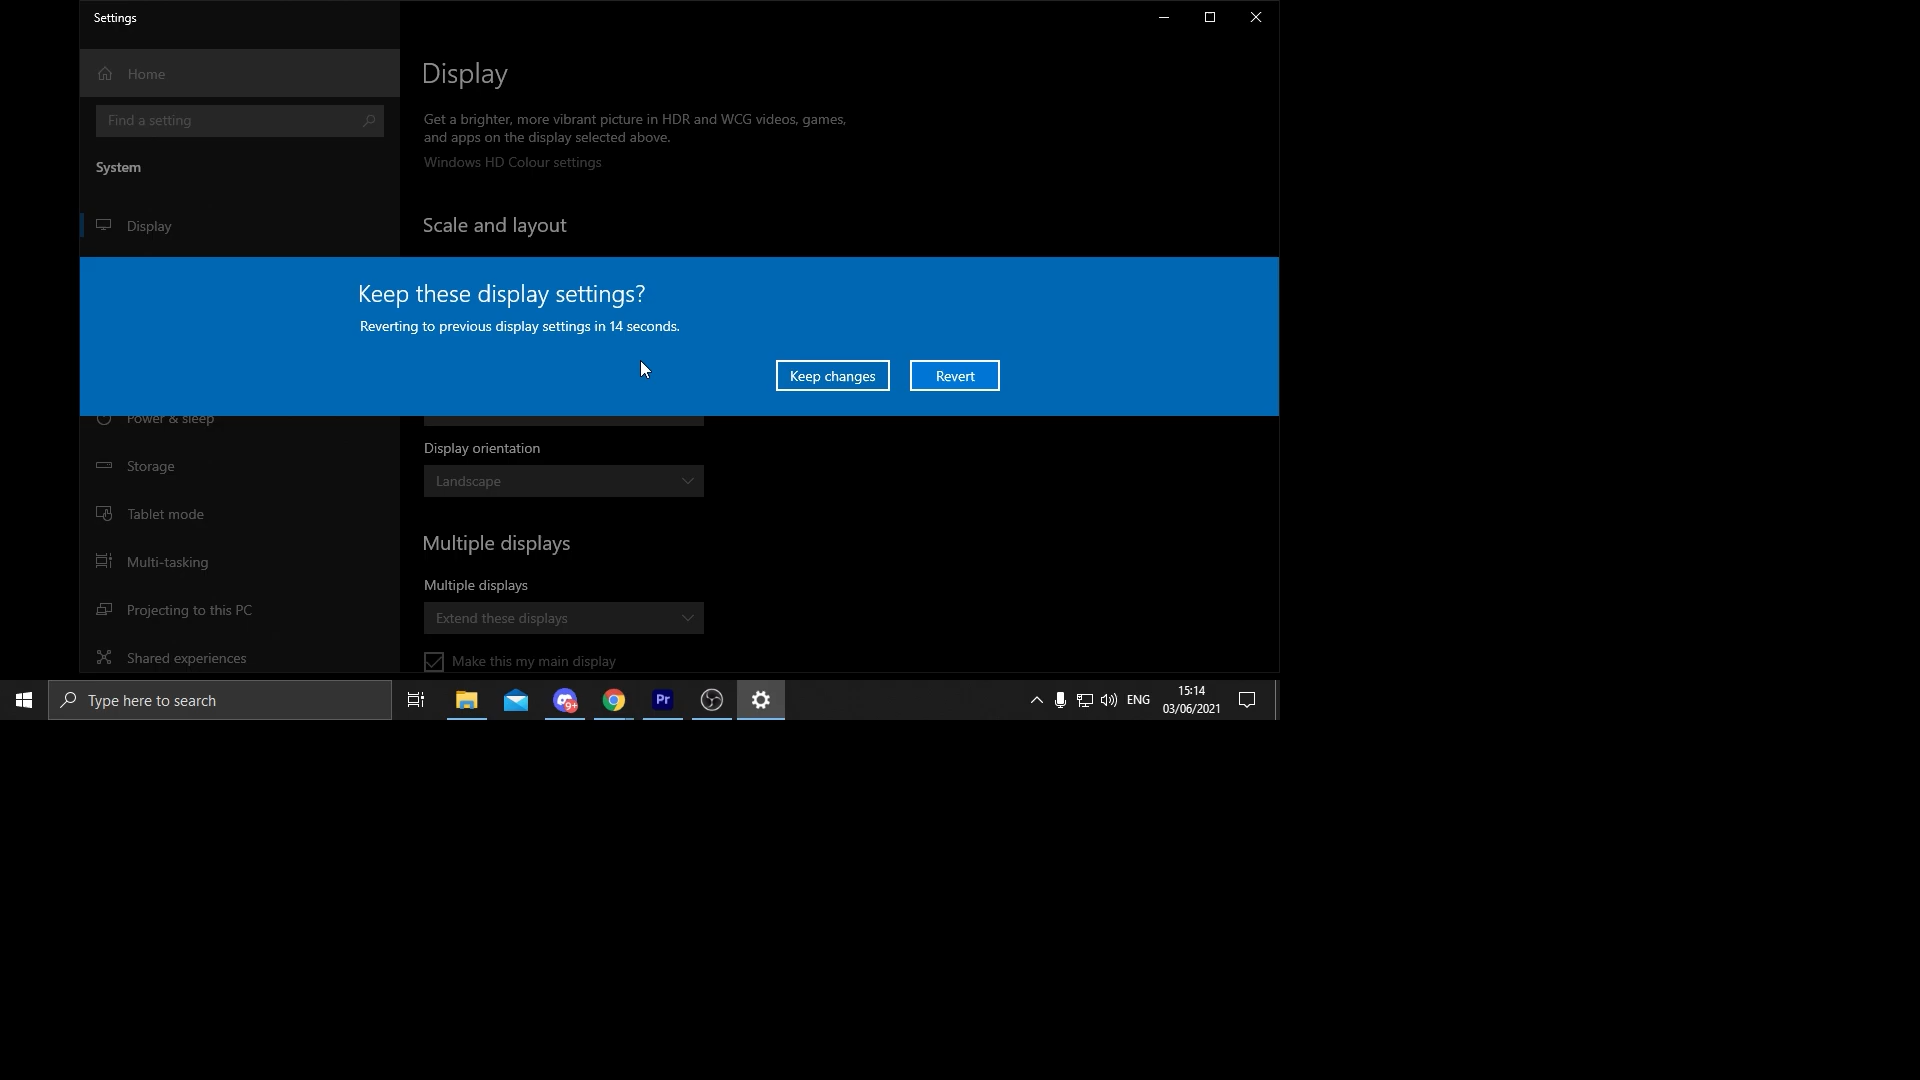 Settings
Home
Find a setting
System
Display
Power & sleep
Storage
Tablet mode
Multi-tasking
Projecting to this PC
Shared experiences
Display
Get a brighter, more vibrant picture in HDR and WCG videos, games,
and apps on the display selected above.
Windows HD Colour settings
Scale and layout
Keep these display settings?
Reverting to previous display settings in 14 seconds.
Keep changes
Revert
Display orientation
Landscape
Multiple displays
Multiple displays
Extend these displays
Make this my main display
Type here to search
9+
Pr
ENG
15:14
03/06/2021